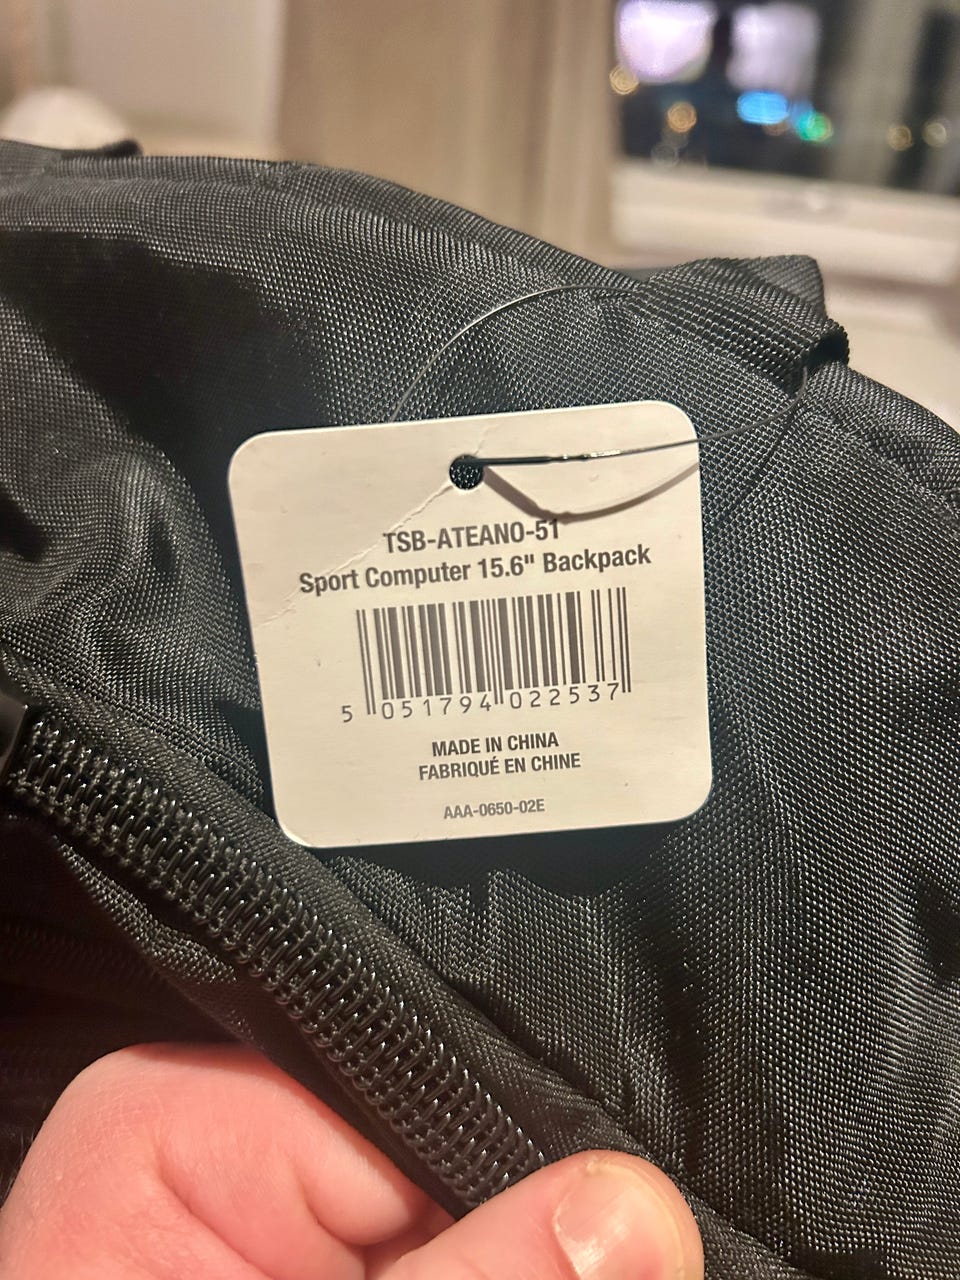 TSB-ATEANO-51
Sport Computer 15.6" Backpack
5 051794 022537
MADE IN CHINA
FABRIQUÉ EN CHINE
AAA-0650-02E